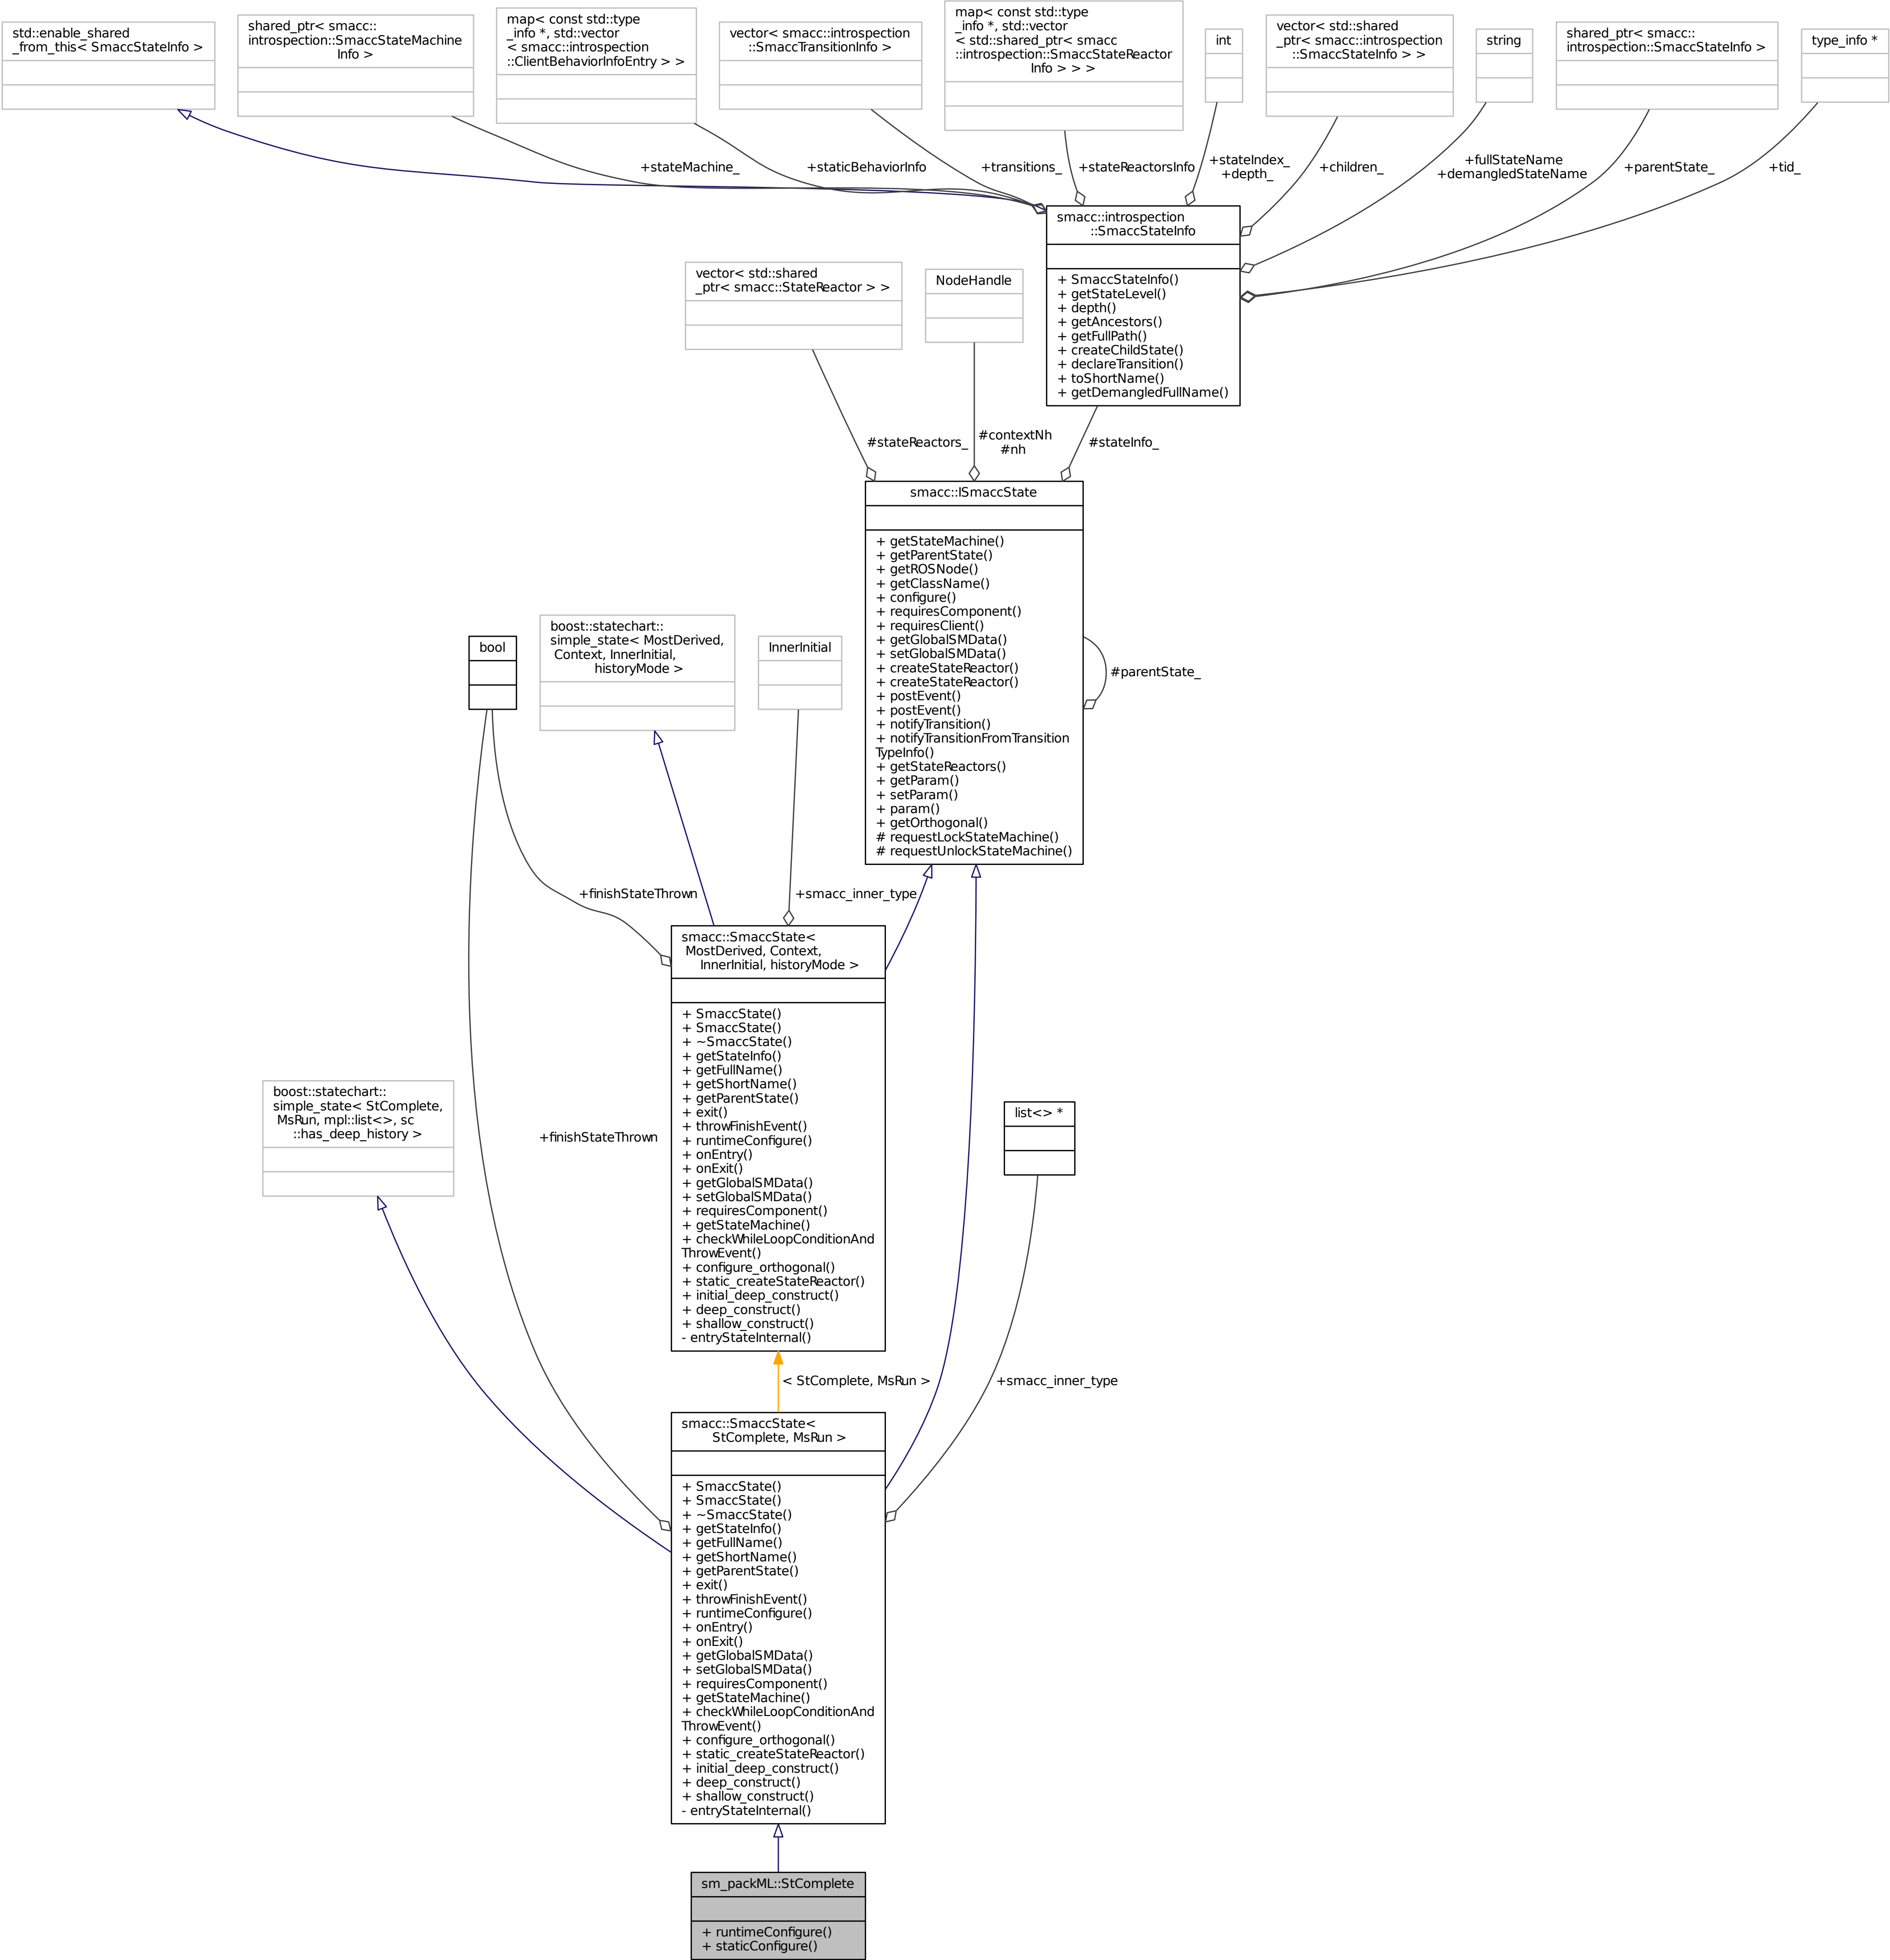 std::enable_shared
_from_this< SmaccStateInfo >
shared_ptr< smacc::
introspection::SmaccStateMachine
Info >
map< const std::type
_info *, std::vector
< smacc::introspection
::ClientBehaviorInfoEntry > >
vector< smacc::introspection
::SmaccTransitionInfo >
map< const std::type
_info *, std::vector
< std::shared_ptr< smacc
::introspection::SmaccStateReactor
Info > > >
int
vector< std::shared
_ptr< smacc::introspection
::SmaccStateInfo > >
string
shared_ptr< smacc::
introspection::SmaccStateInfo >
type_info *
+stateMachine_
+staticBehaviorInfo
+transitions_
+stateReactorsInfo
+stateIndex_
+depth_
+children_
+fullStateName
+demangledStateName
+parentState_
+tid_
smacc::introspection
::SmaccStateInfo
+ SmaccStateInfo()
+ getStateLevel()
+ depth()
+ getAncestors()
+ getFullPath()
+ createChildState()
+ declareTransition()
+ toShortName()
+ getDemangledFullName()
vector< std::shared
_ptr< smacc::StateReactor > >
NodeHandle
#stateReactors_
#contextNh
#nh
#stateInfo_
smacc::ISmaccState
+ getStateMachine()
+ getParentState()
+ getROSNode()
+ getClassName()
+ configure()
+ requiresComponent()
+ requiresClient()
+ getGlobalSMData()
+ setGlobalSMData()
+ createStateReactor()
+ createStateReactor()
+ postEvent()
+ postEvent()
+ notifyTransition()
+ notifyTransitionFromTransition
TypeInfo()
+ getStateReactors()
+ getParam()
+ setParam()
+ param()
+ getOrthogonal()
# requestLockStateMachine()
# requestUnlockStateMachine()
#parentState_
bool
boost::statechart::
simple_state< MostDerived,
Context, InnerInitial,
historyMode >
InnerInitial
+finishStateThrown
+smacc_inner_type
smacc::SmaccState<
MostDerived, Context,
InnerInitial, historyMode >
+ SmaccState()
+ SmaccState()
+ ~SmaccState()
+ getStateInfo()
+ getFullName()
+ getShortName()
+ getParentState()
+ exit()
+ throwFinishEvent()
+ runtimeConfigure()
+ onEntry()
+ onExit()
+ getGlobalSMData()
+ setGlobalSMData()
+ requiresComponent()
+ getStateMachine()
+ checkWhileLoopConditionAnd
ThrowEvent()
+ configure_orthogonal()
+ static_createStateReactor()
+ initial_deep_construct()
+ deep_construct()
+ shallow_construct()
- entryStateInternal()
boost::statechart::
simple_state< StComplete,
MsRun, mpl::list<>, sc
::has_deep_history >
+finishStateThrown
list<> *
< StComplete, MsRun >
+smacc_inner_type
smacc::SmaccState<
StComplete, MsRun >
+ SmaccState()
+ SmaccState()
+ ~SmaccState()
+ getStateInfo()
+ getFullName()
+ getShortName()
+ getParentState()
+ exit()
+ throwFinishEvent()
+ runtimeConfigure()
+ onEntry()
+ onExit()
+ getGlobalSMData()
+ setGlobalSMData()
+ requiresComponent()
+ getStateMachine()
+ checkWhileLoopConditionAnd
ThrowEvent()
+ configure_orthogonal()
+ static_createStateReactor()
+ initial_deep_construct()
+ deep_construct()
+ shallow_construct()
- entryStateInternal()
sm_packML::StComplete
+ runtimeConfigure()
+ staticConfigure()